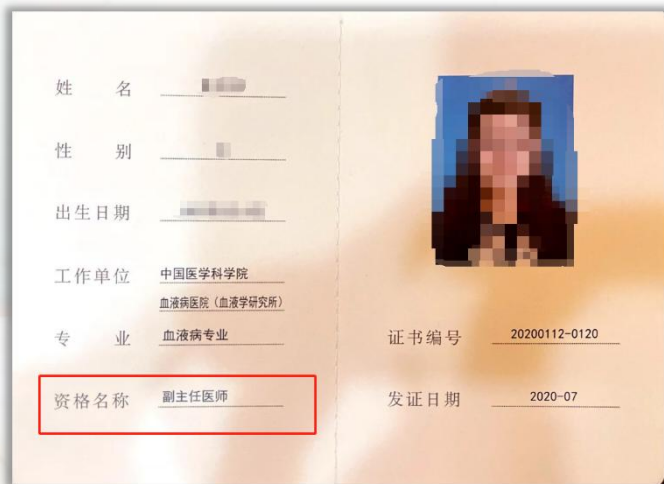 姓 名
性 别
出生日期
工作单位 中国医学科学院
血液病医院（血液学研究所）
专 业 血液病专业
资格名称 副主任医师
证书编号 20200112-0120
发证日期 2020-07